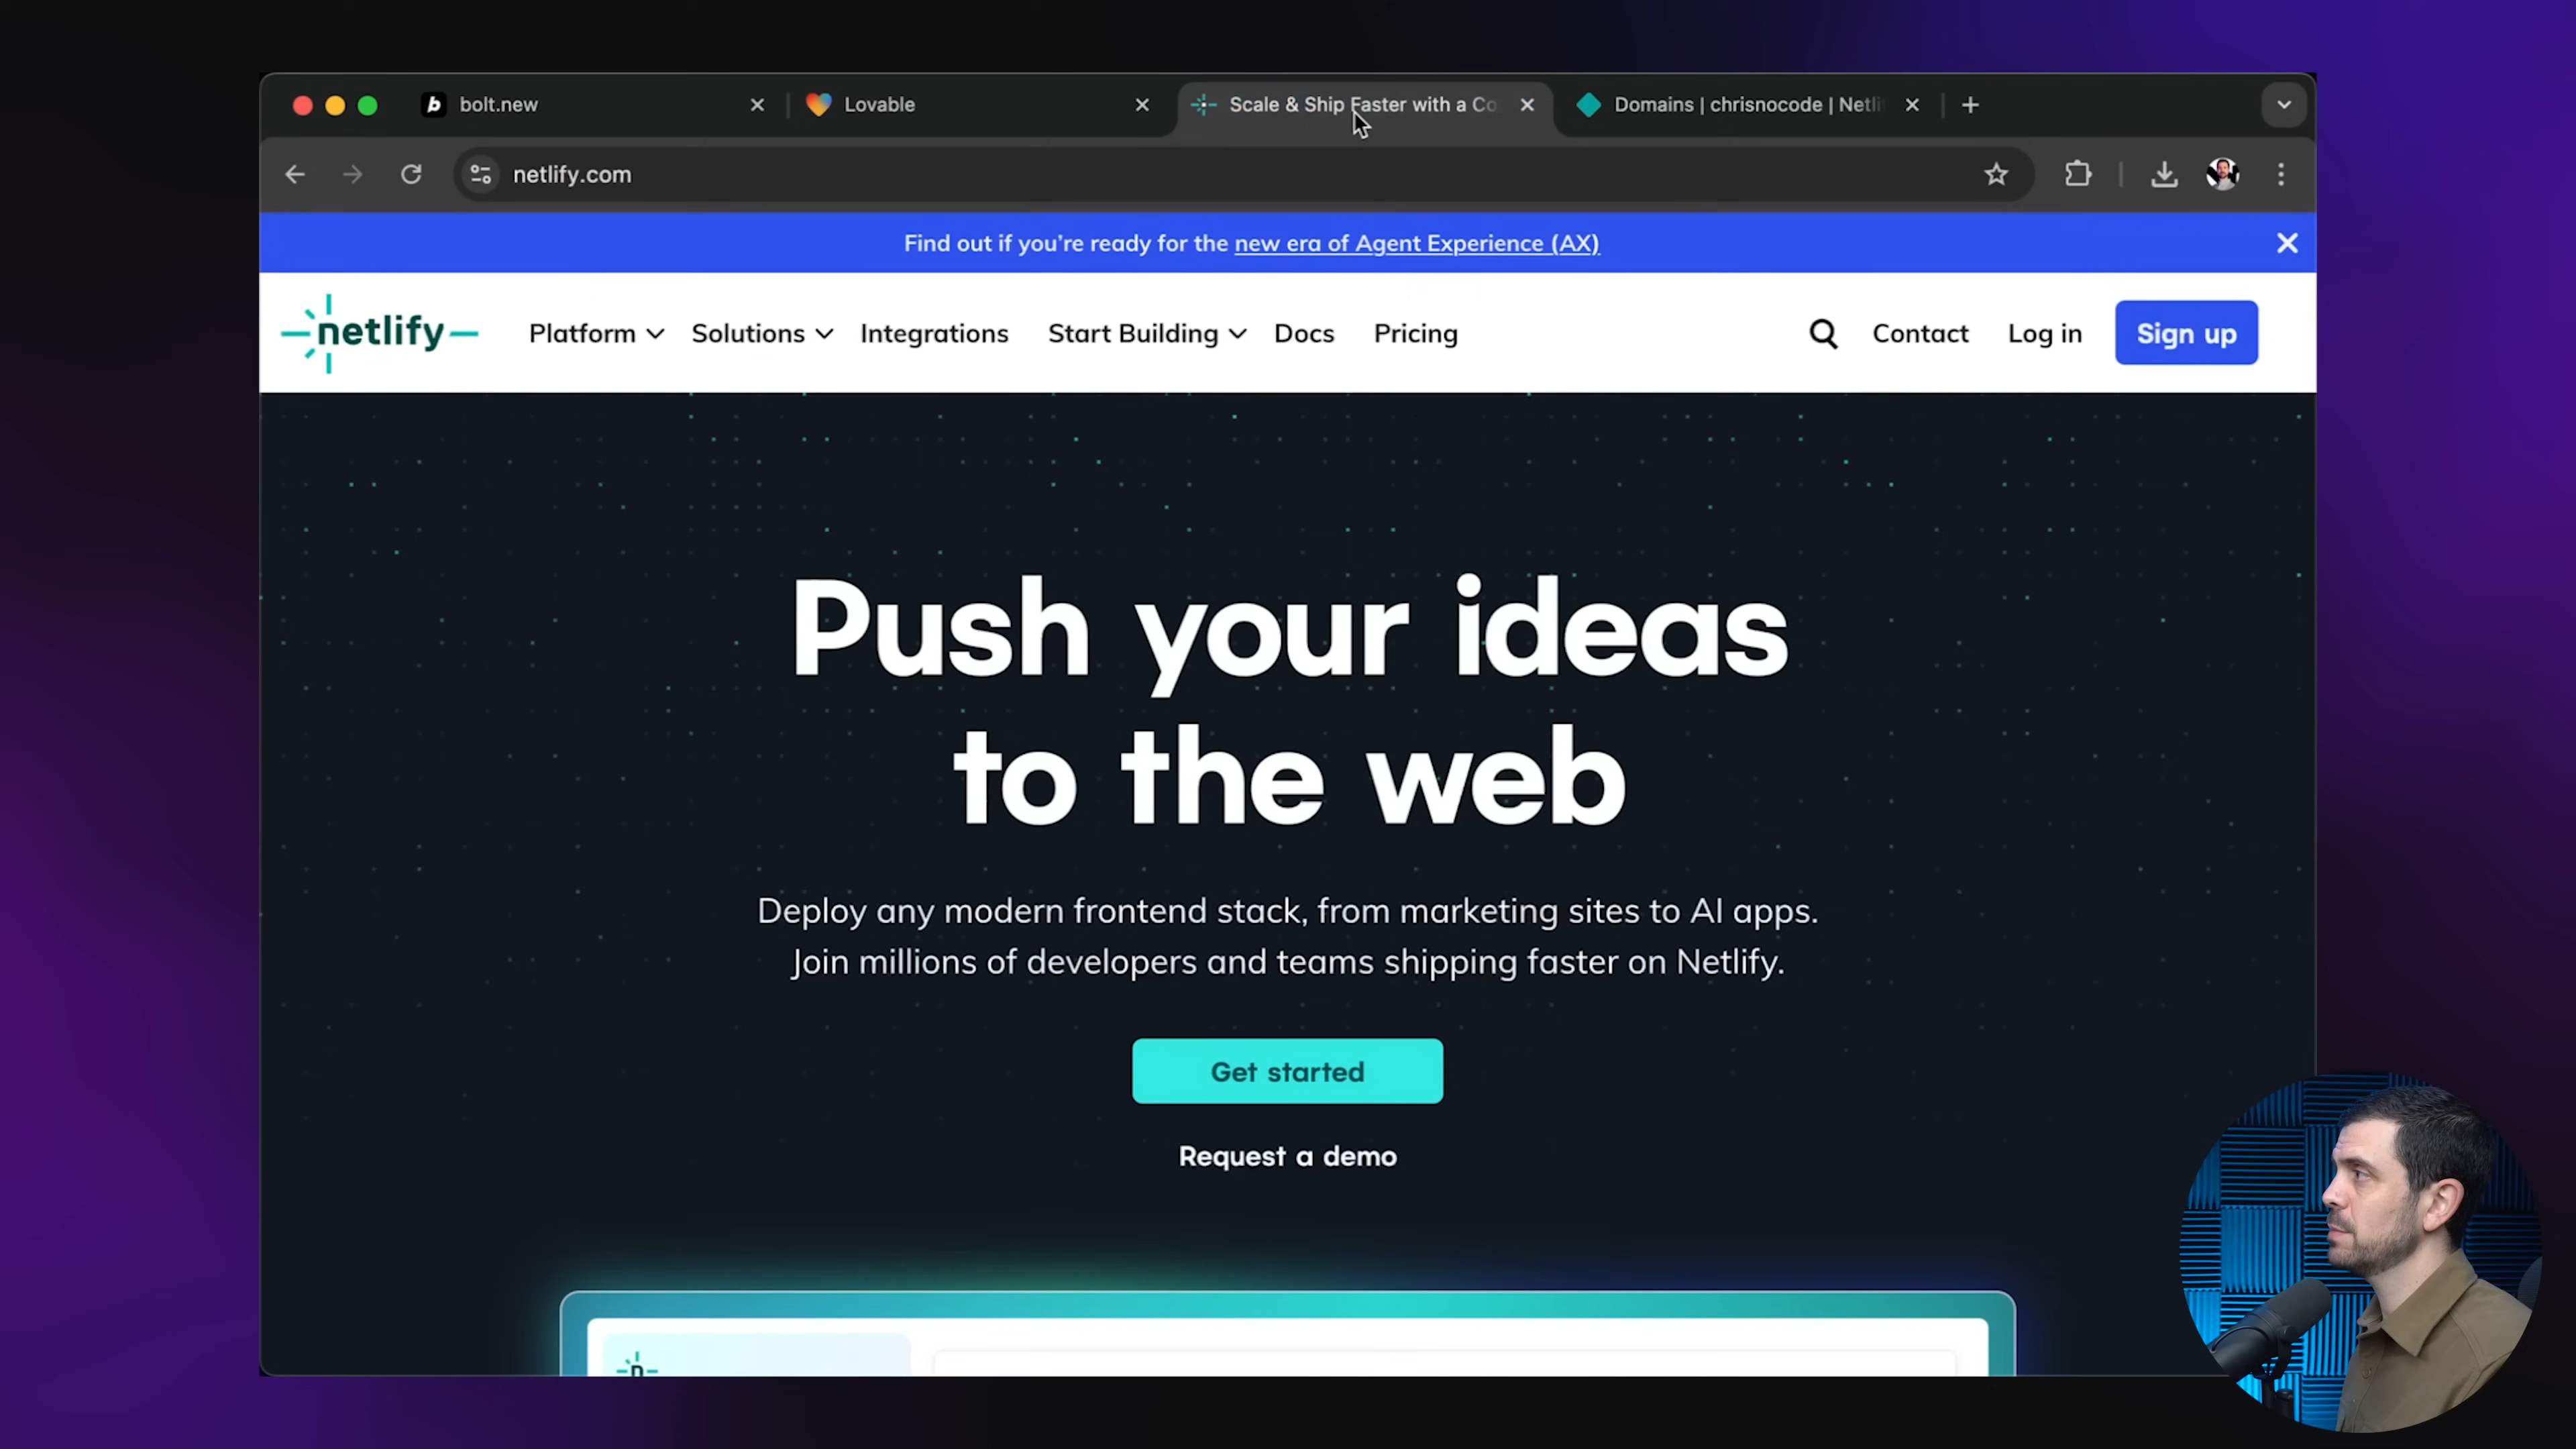 bolt.new
Lovable
Scale & Ship Faster with a Co
Domains | chrisnocode | Netli
netlify.com
Find out if you're ready for the new era of Agent Experience (AX)
netlify
Platform
Solutions
Integrations
Start Building
Docs
Pricing
Contact
Log in
Sign up
Push your ideas
to the web
Deploy any modern frontend stack, from marketing sites to AI apps.
Join millions of developers and teams shipping faster on Netlify.
Get started
Request a demo